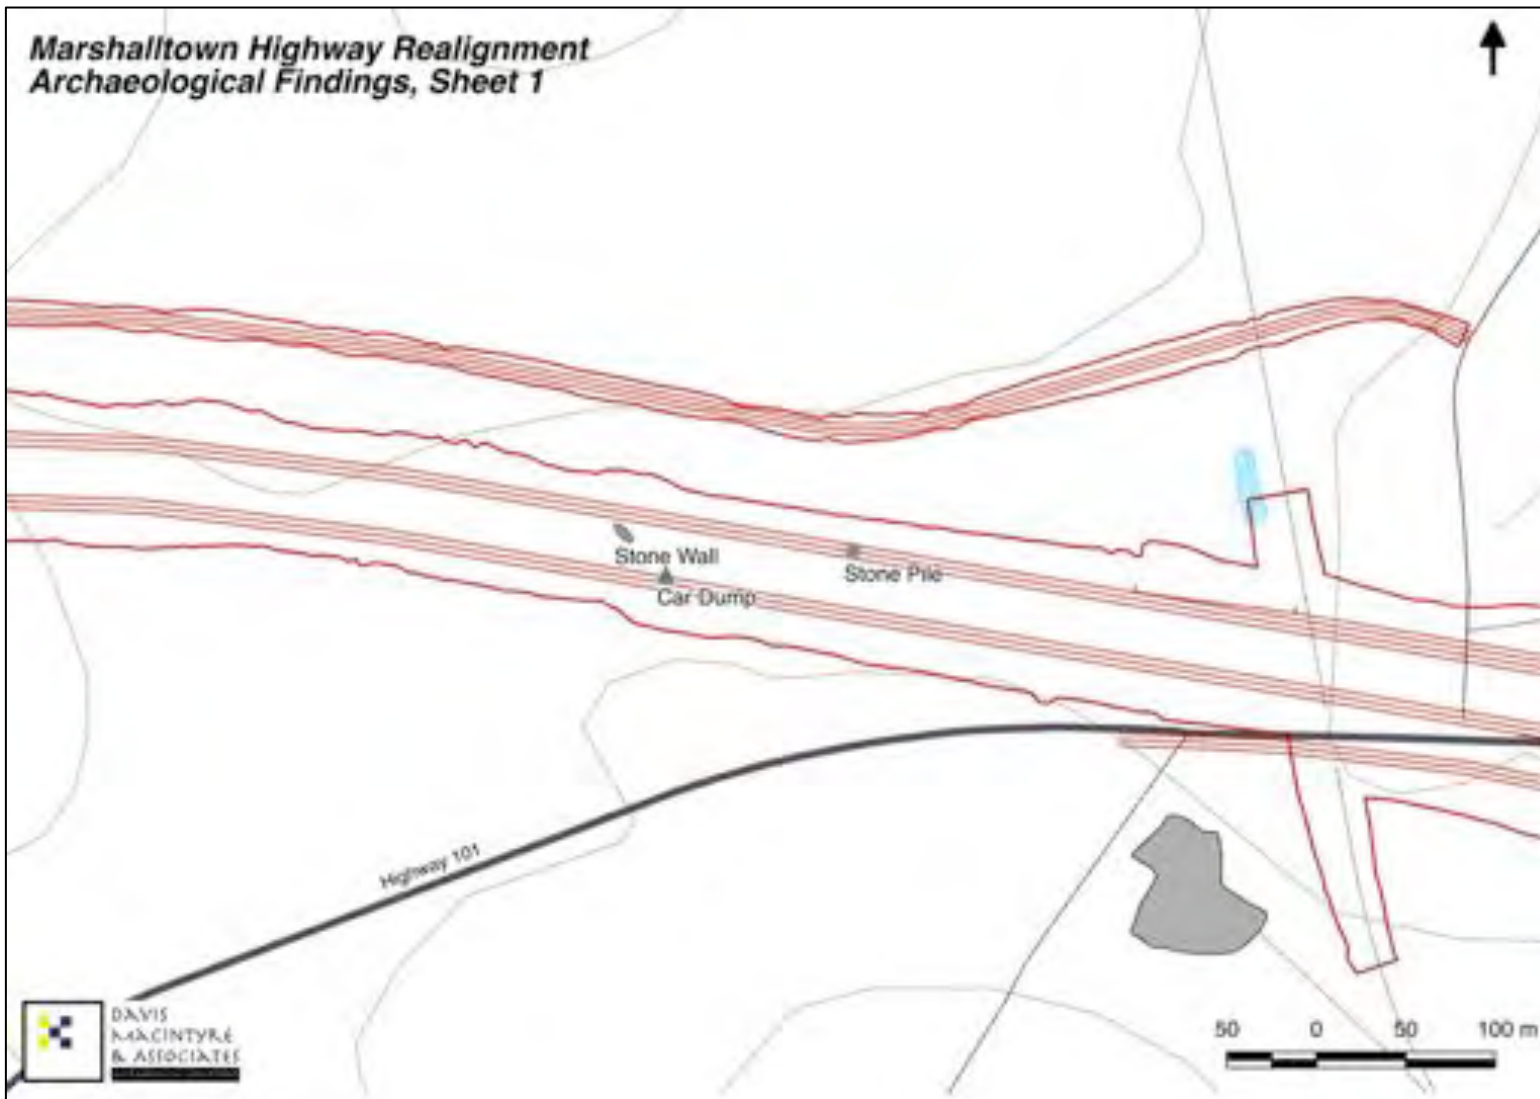 Marshalltown Highway Realignment
Archaeological Findings, Sheet 1
Stone Wall
Stone Pile
Car Dump
Highway 101
DAVIS
MACINTYRE
& ASSOCIATES
50 0 50 100 m